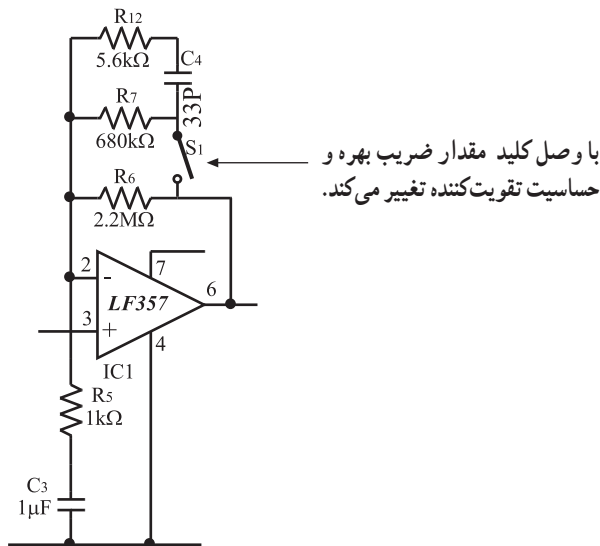 R12
5.6kΩ
C4
33P
R7
680kΩ
S1
با وصل کلید مقدار ضریب بهره و
حساسیت تقویت‌کننده تغییر می‌کند.
R6
2.2MΩ
2
-
7
LF357
6
3
+
4
IC1
R5
1kΩ
C3
1µF